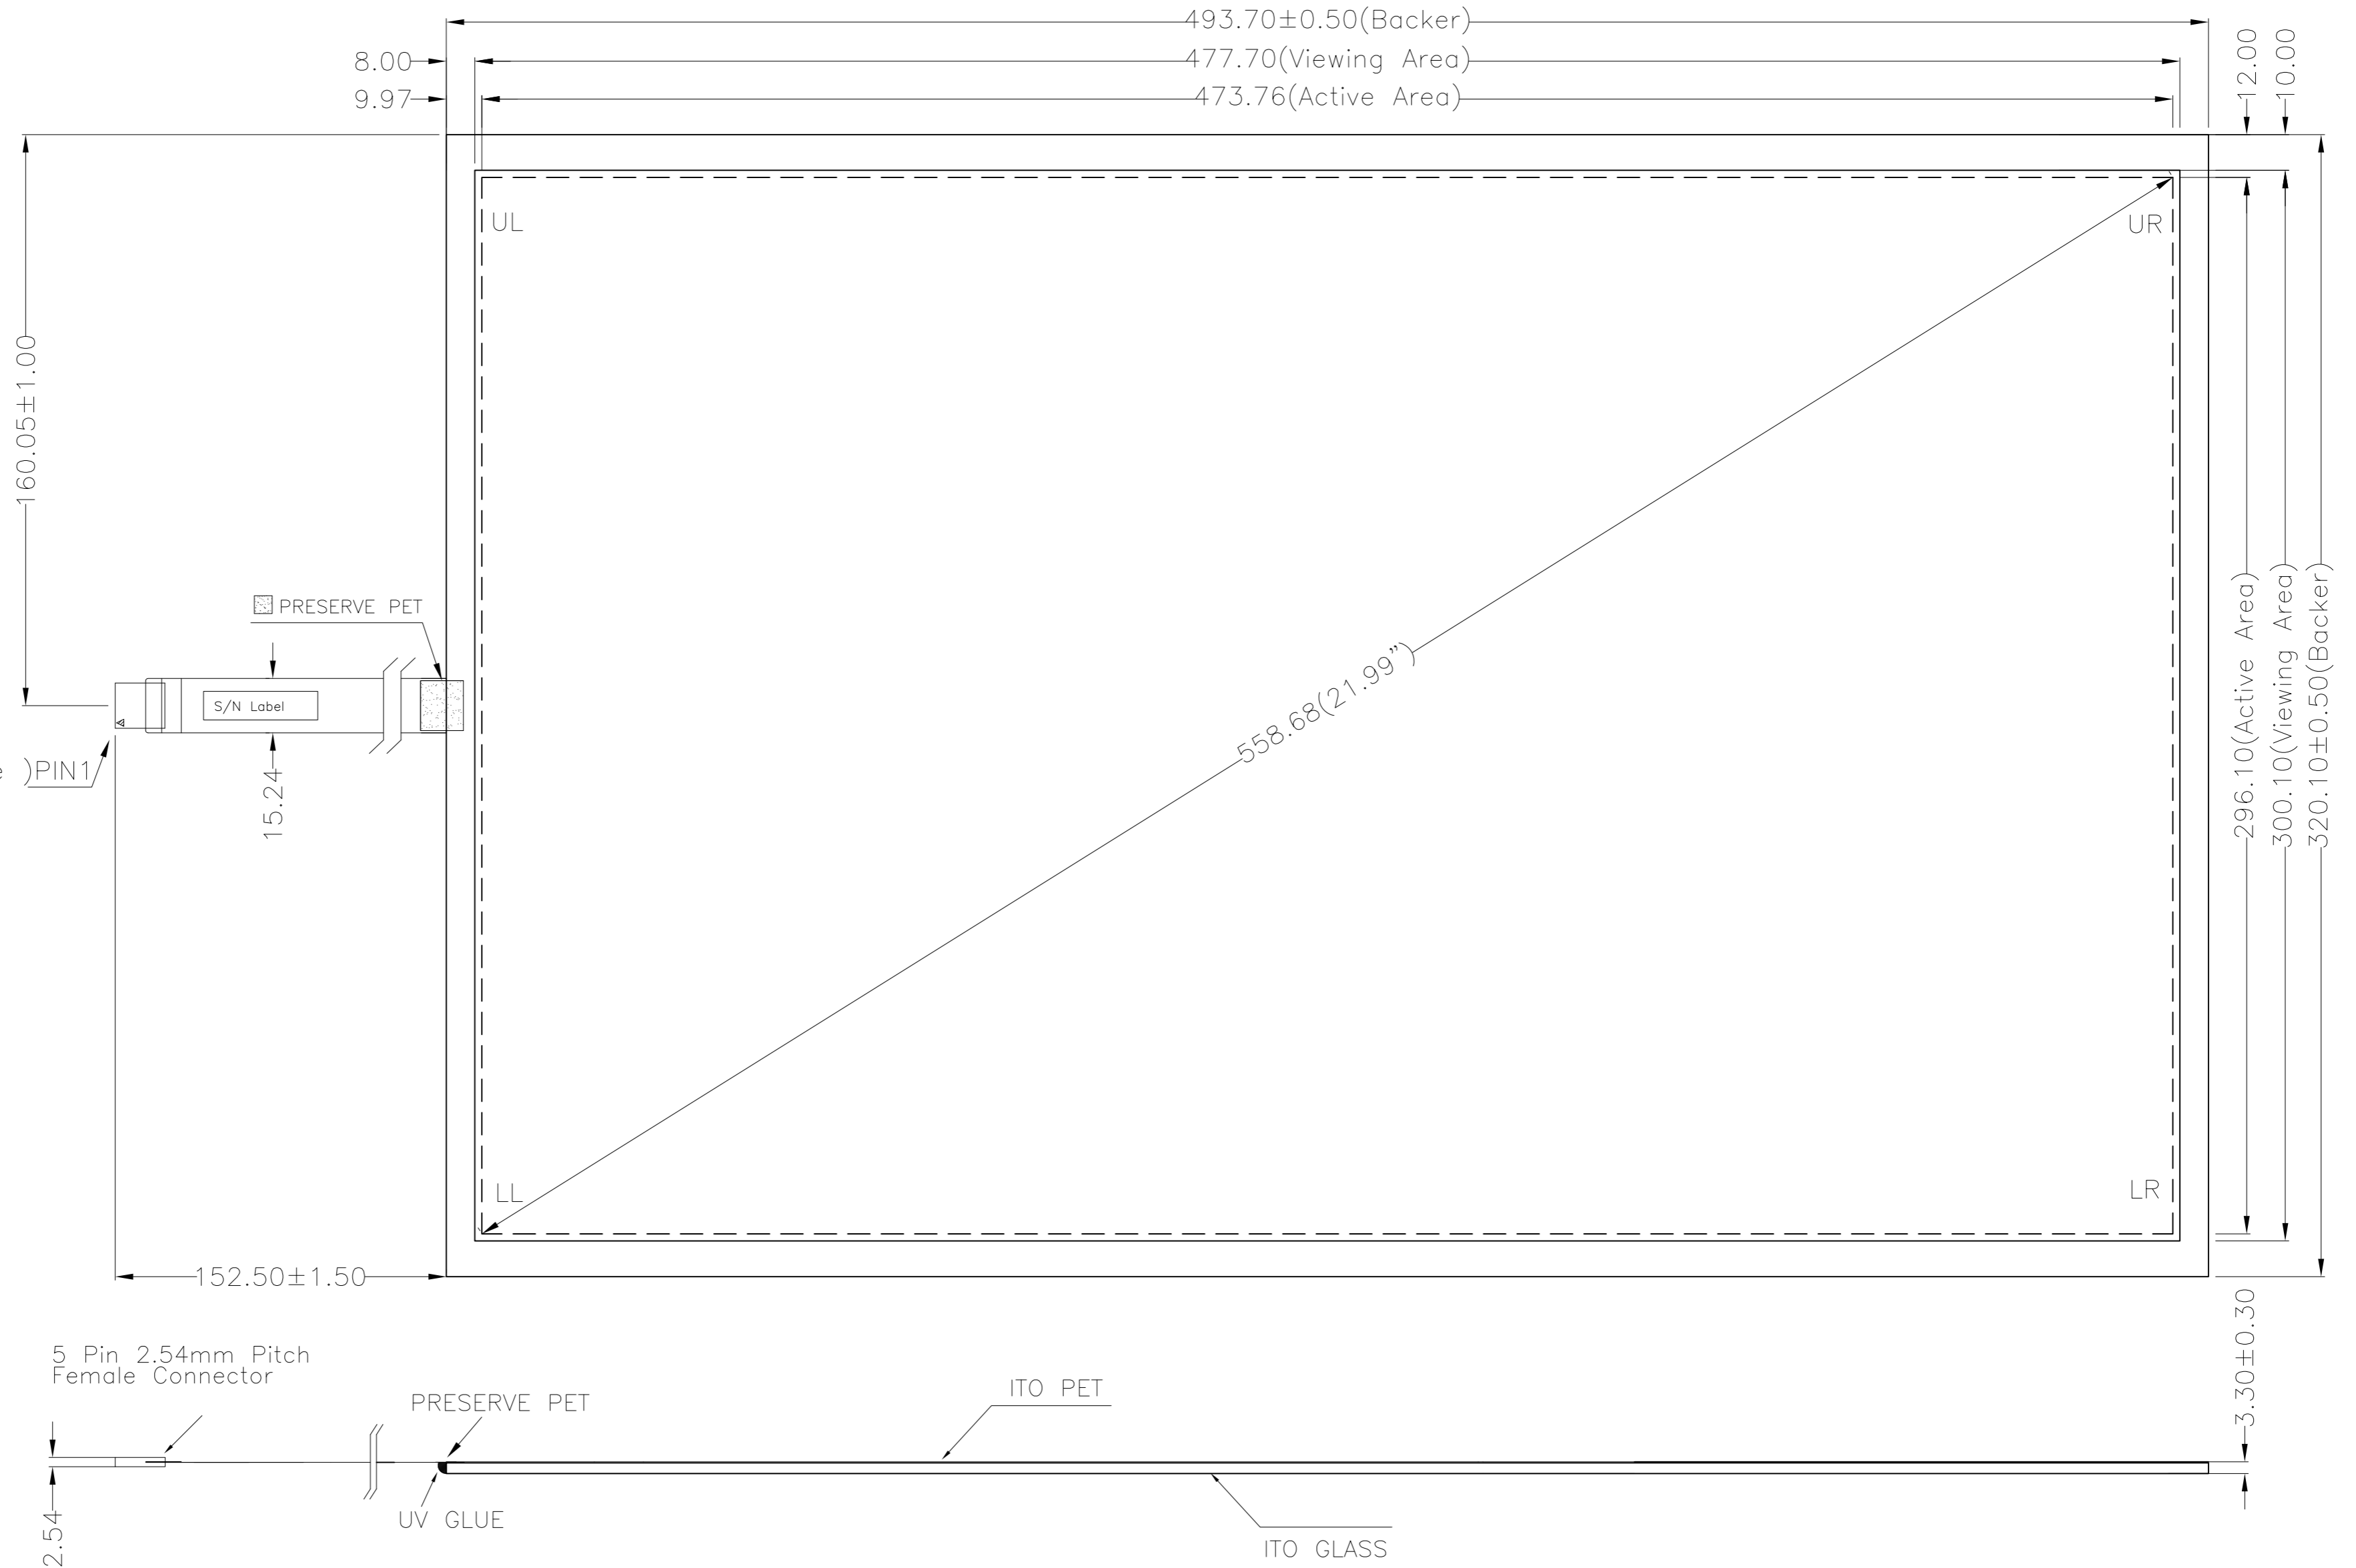 493.70±0.50(Backer)
8.00
477.70(Viewing Area)
9.97
473.76(Active Area)
12.00
10.00
UL
UR
160.05±1.00
PRESERVE PET
S/N Label
)PIN1
15.24
558.68(21.99")
296.10(Active Area)
300.10(Viewing Area)
320.10±0.50(Backer)
LL
LR
152.50±1.50
5 Pin 2.54mm Pitch
Female Connector
PRESERVE PET
ITO PET
3.30±0.30
2.54
UV GLUE
ITO GLASS